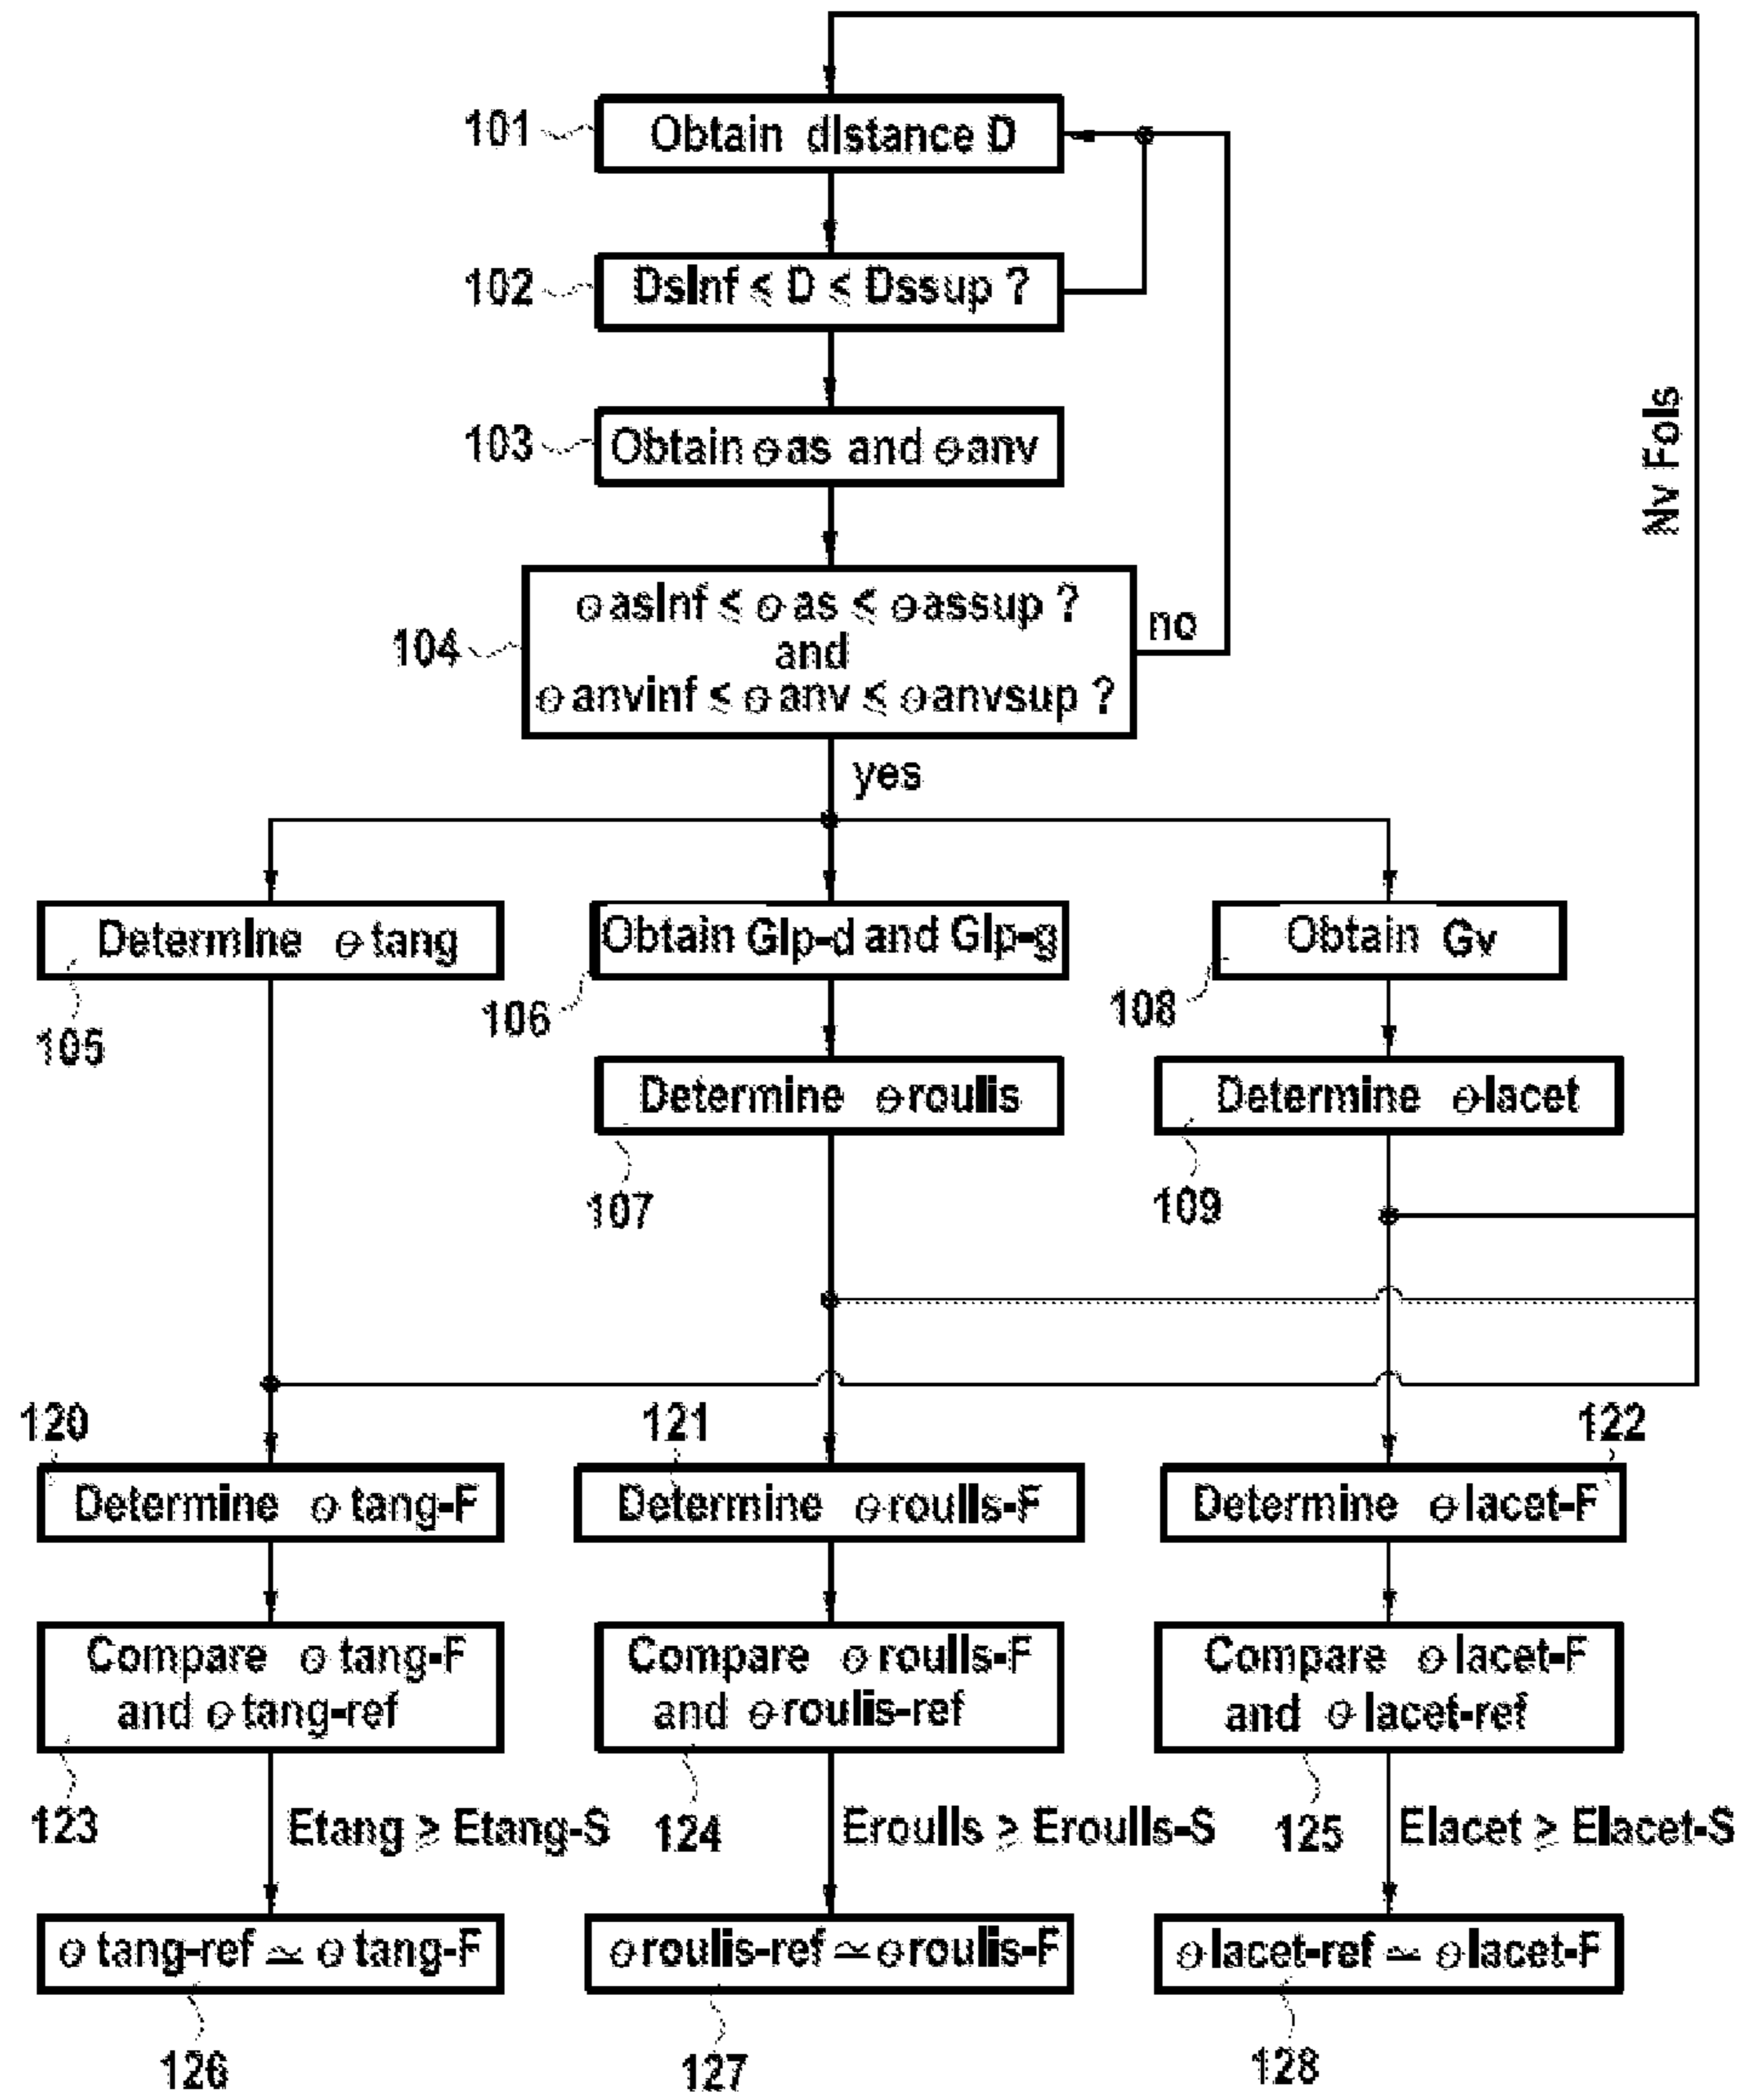 101
Obtain distance D
102
Dsinf ≤ D ≤ Dssup ?
103
Obtain θas and θanv
104
θasinf ≤ θas ≤ θassup ?
and
θanvinf ≤ θanv ≤ θanvsup ?
no
yes
Nv Fois
Determine θtang
105
Obtain Glp-d and Glp-g
106
Obtain Gv
108
Determine θroulis
107
Determine θlacet
109
120
121
122
Determine θtang-F
Determine θroulis-F
Determine θlacet-F
Compare θtang-F
and θtang-ref
Compare θroulis-F
and θroulis-ref
Compare θlacet-F
and θlacet-ref
123
Etang ≥ Etang-S
124
Eroulis ≥ Eroulis-S
125
Elacet ≥ Elacet-S
θtang-ref ≃ θtang-F
θroulis-ref ≃ θroulis-F
θlacet-ref ≃ θlacet-F
126
127
128